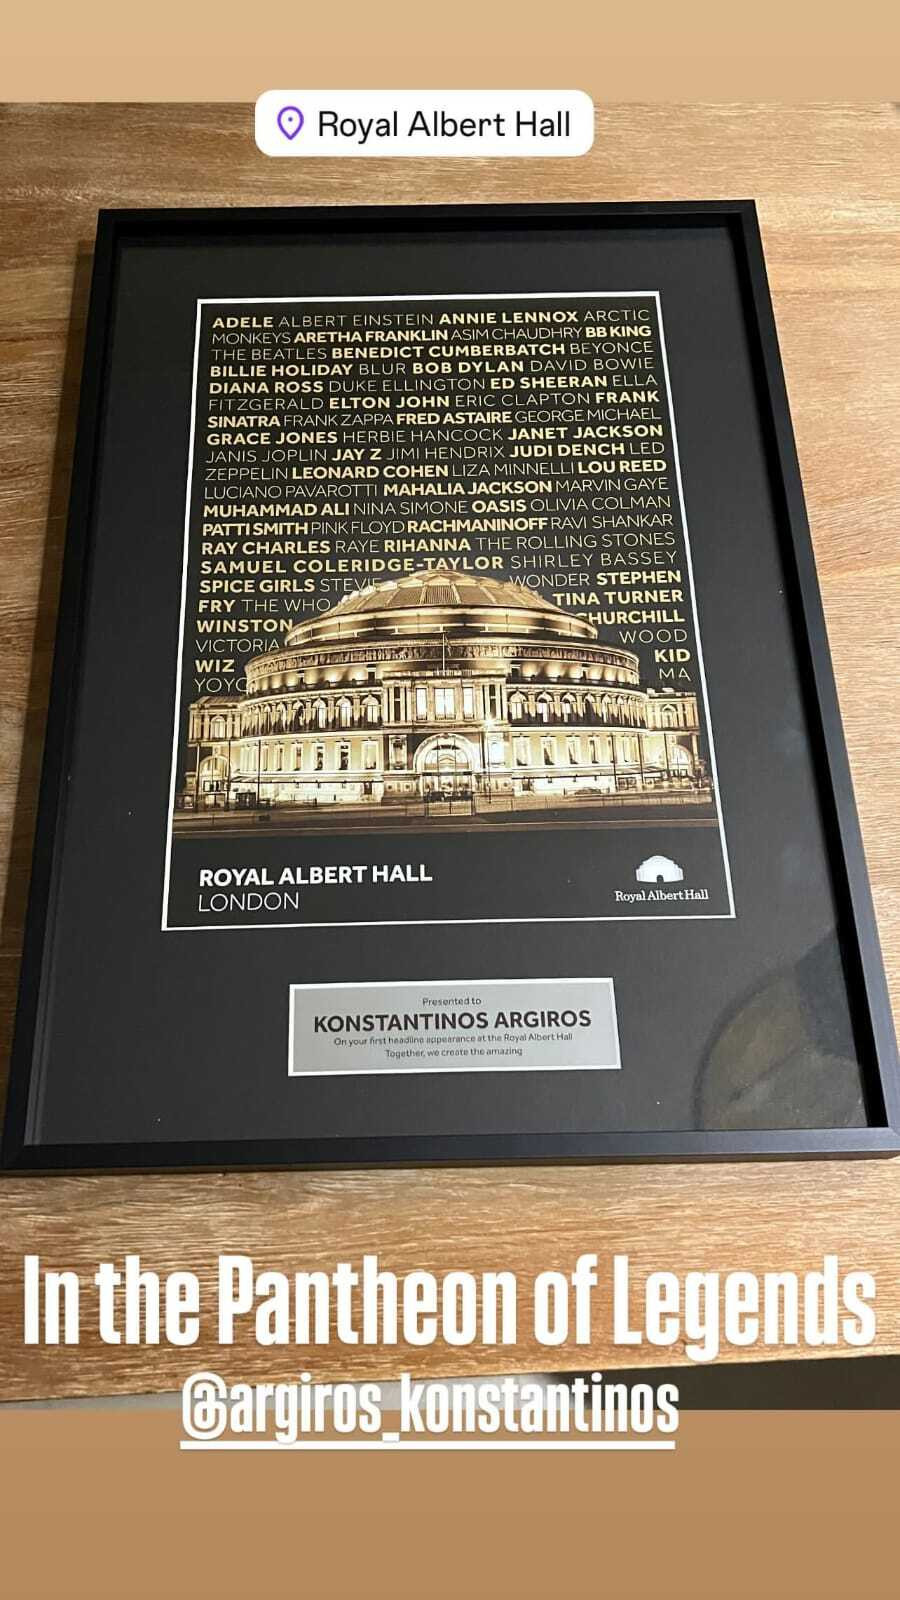 Royal Albert Hall
ADELE ALBERT EINSTEIN ANNIE LENNOX ARCTIC
MONKEYS ARETHA FRANKLIN ASIM CHAUDHRY BB KING
THE BEATLES BENEDICT CUMBERBATCH BEYONCE
BILLIE HOLIDAY BLUR BOB DYLAN DAVID BOWIE
DIANA ROSS DUKE ELLINGTON ED SHEERAN ELLA
FITZGERALD ELTON JOHN ERIC CLAPTON FRANK
SINATRA FRANK ZAPPA FRED ASTAIRE GEORGE MICHAEL
GRACE JONES HERBIE HANCOCK JANET JACKSON
JANIS JOPLIN JAY Z JIMI HENDRIX JUDI DENCH LED
ZEPPELIN LEONARD COHEN LIZA MINNELLI LOU REED
LUCIANO PAVAROTTI MAHALIA JACKSON MARVIN GAYE
MUHAMMAD ALI NINA SIMONE OASIS OLIVIA COLMAN
PATTI SMITH PINK FLOYD RACHMANINOFF RAVI SHANKAR
RAY CHARLES RAYE RIHANNA THE ROLLING STONES
SAMUEL COLERIDGE-TAYLOR SHIRLEY BASSEY
SPICE GIRLS STEVIE WONDER STEPHEN
FRY THE WHO TINA TURNER
WINSTON CHURCHILL
VICTORIA WOOD
WIZ KID
YOYO MA
ROYAL ALBERT HALL
LONDON
Royal Albert Hall
Presented to
KONSTANTINOS ARGIROS
On your first headline appearance at the Royal Albert Hall
Together, we create the amazing
In the Pantheon of Legends
@argiros_konstantinos